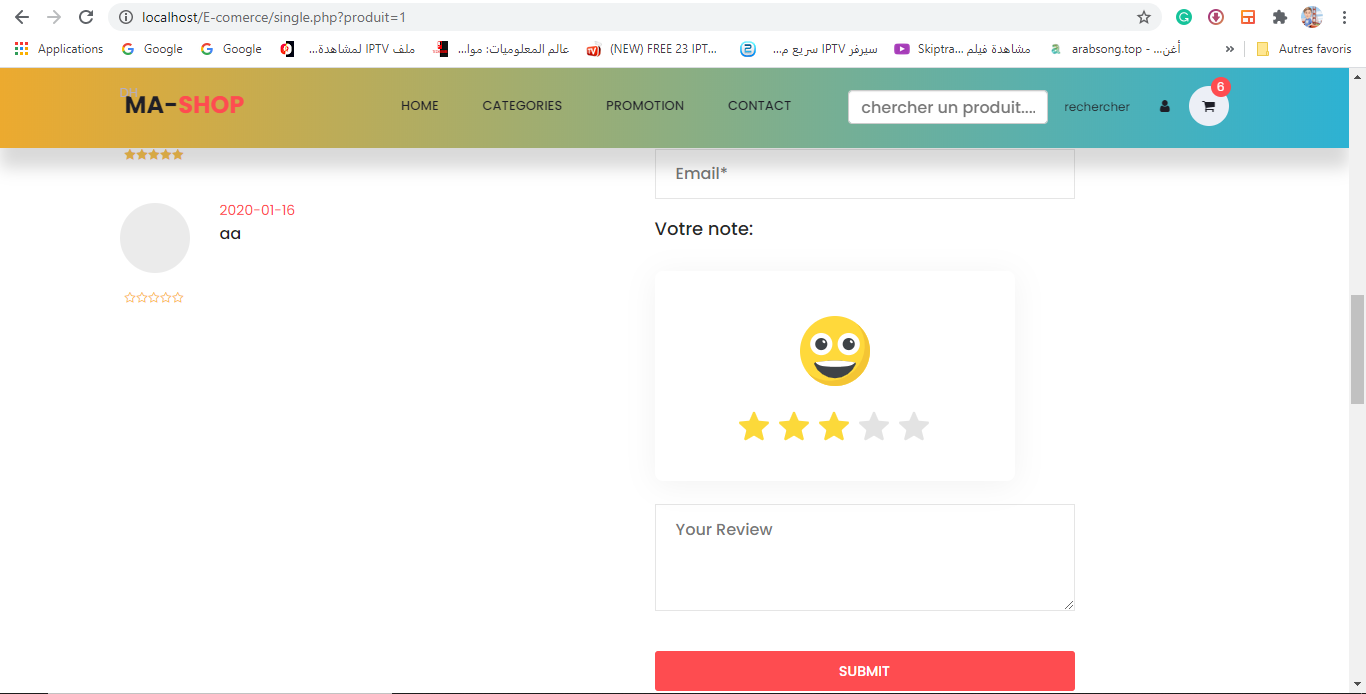 localhost/E-comerce/single.php?produit=1
Applications
Google
Google
ملف IPTV لمشاهدة...
عالم المعلوميات: موا...
(NEW) FREE 23 IPT...
سيرفر IPTV سريع م...
مشاهدة فيلم ...Skiptra
arabsong.top - ...أغن
»
Autres favoris
MA-SHOP
HOME
CATEGORIES
PROMOTION
CONTACT
chercher un produit....
rechercher
6
Email*
2020-01-16
aa
Votre note:
Your Review
SUBMIT